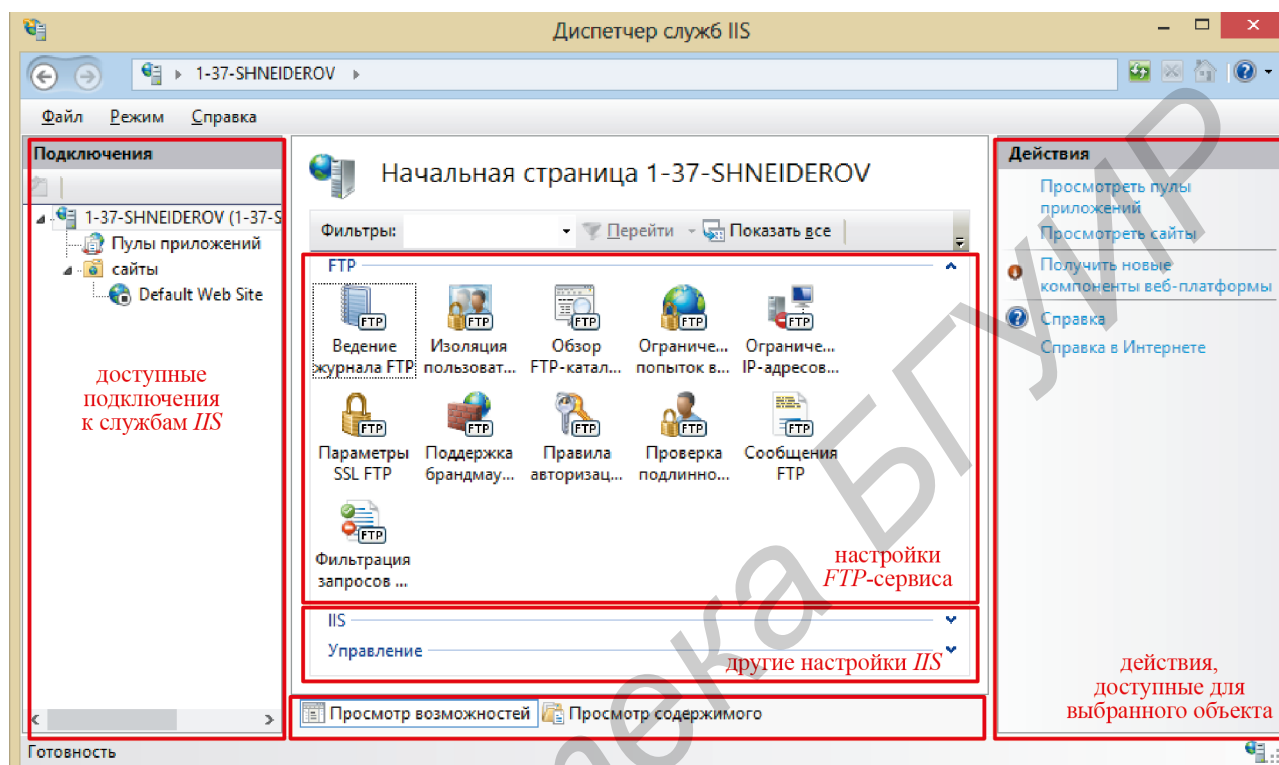 Диспетчер служб IIS
1-37-SHNEIDEROV
Файл Режим Справка
Подключения
1-37-SHNEIDEROV (1-37-S
Пулы приложений
сайты
Default Web Site
доступные
подключения
к службам IIS
Начальная страница 1-37-SHNEIDEROV
Фильтры: Перейти Показать все
FTP
Ведение
журнала FTP
Изоляция
пользоват...
Обзор
FTP-катал...
Ограниче...
попыток в...
Ограниче...
IP-адресов...
Параметры
SSL FTP
Поддержка
брандмау...
Правила
авторизац...
Проверка
подлинно...
Сообщения
FTP
Фильтрация
запросов ...
настройки
FTP-сервиса
IIS
Управление
другие настройки IIS
Просмотр возможностей Просмотр содержимого
Действия
Просмотреть пулы
приложений
Просмотреть сайты
Получить новые
компоненты веб-платформы
Справка
Справка в Интернете
действия,
доступные для
выбранного объекта
Готовность
тека БГУИР